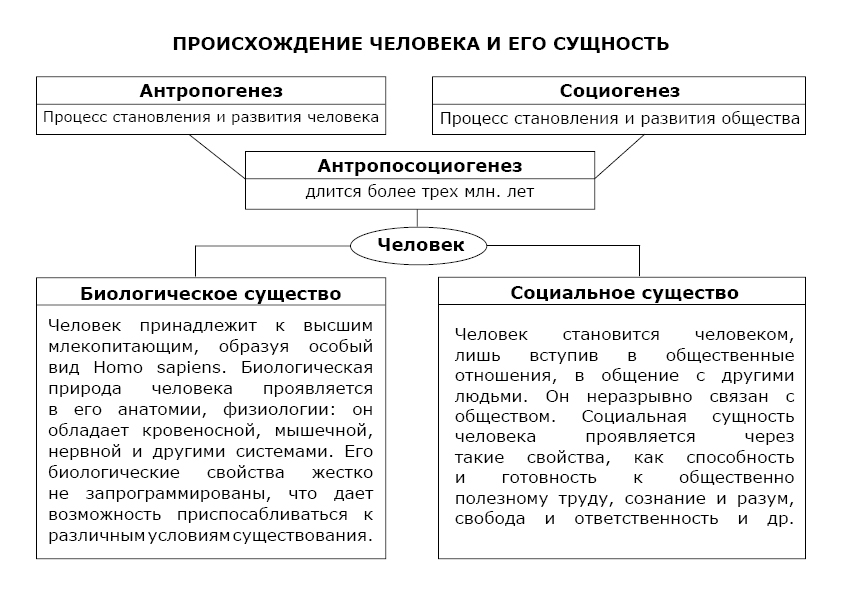 ПРОИСХОЖДЕНИЕ ЧЕЛОВЕКА И ЕГО СУЩНОСТЬ
Антропогенез
Процесс становления и развития человека
Социогенез
Процесс становления и развития общества
Антропосоциогенез
длится более трех млн. лет
Человек
Биологическое существо
Человек принадлежит к высшим
млекопитающим, образуя особый
вид Homo sapiens. Биологическая
природа человека проявляется
в его анатомии, физиологии: он
обладает кровеносной, мышечной,
нервной и другими системами. Его
биологические свойства жестко
не запрограммированы, что дает
возможность приспосабливаться к
различным условиям существования.
Социальное существо
Человек становится человеком,
лишь вступив в общественные
отношения, в общение с другими
людьми. Он неразрывно связан с
обществом. Социальная сущность
человека проявляется через
такие свойства, как способность
и готовность к общественно
полезному труду, сознание и разум,
свобода и ответственность и др.